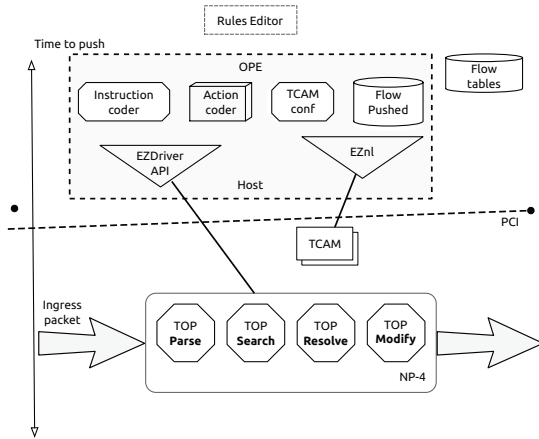 Rules Editor
Time to push
OPE
Flow
tables
Instruction
coder
Action
coder
TCAM
conf
Flow
Pushed
EZDriver
API
EZnl
Host
PCI
TCAM
Ingress
packet
TOP
Parse
TOP
Search
TOP
Resolve
TOP
Modify
NP-4